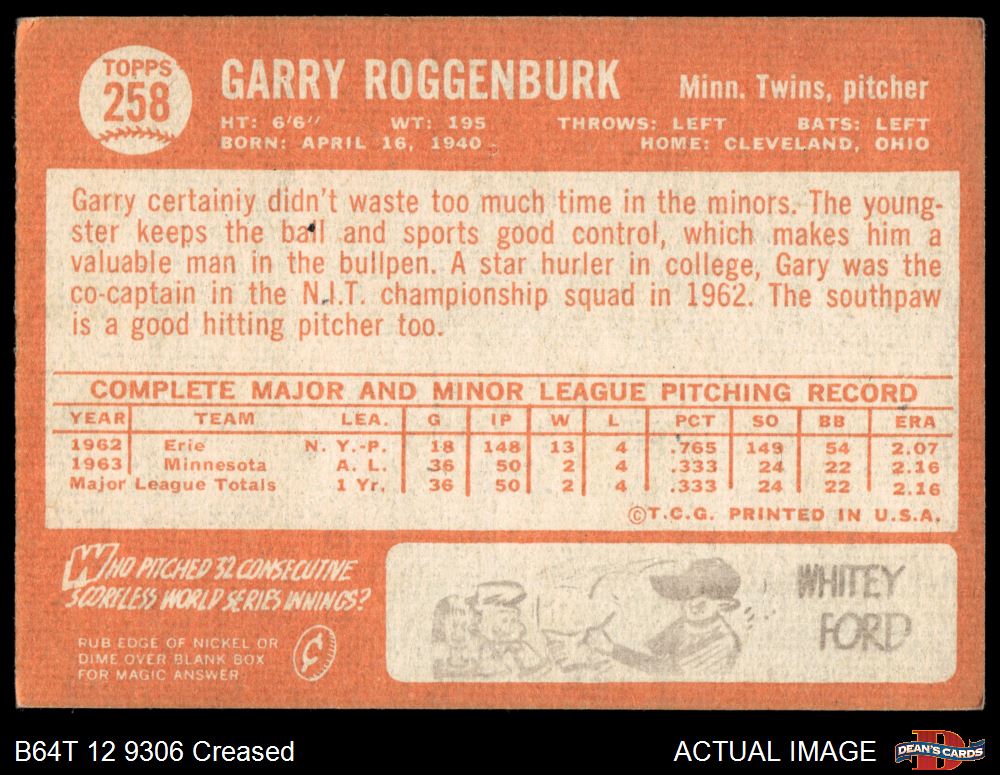 TOPPS
258
GARRY ROGGENBURK
Minn. Twins, pitcher
HT: 6'6" WT: 195 THROWS: LEFT BATS: LEFT
BORN: APRIL 16, 1940 HOME: CLEVELAND, OHIO
Garry certainiy didn't waste too much time in the minors. The young-
ster keeps the ball and sports good control, which makes him a
valuable man in the bullpen. A star hurler in college, Gary was the
co-captain in the N.I.T. championship squad in 1962. The southpaw
is a good hitting pitcher too.
COMPLETE MAJOR AND MINOR LEAGUE PITCHING RECORD
YEAR TEAM LEA. G IP W L PCT SO BB ERA
1962 Erie N. Y.-P. 18 148 13 4 .765 149 54 2.07
1963 Minnesota A. L. 36 50 2 4 .333 24 22 2.16
Major League Totals 1 Yr. 36 50 2 4 .333 24 22 2.16
©T.C.G. PRINTED IN U.S.A.
WHO PITCHED 32 CONSECUTIVE
SCORELESS WORLD SERIES INNINGS?
RUB EDGE OF NICKEL OR
DIME OVER BLANK BOX
FOR MAGIC ANSWER
WHITEY
FORD
B64T 12 9306 Creased
ACTUAL IMAGE
DEAN'S CARDS